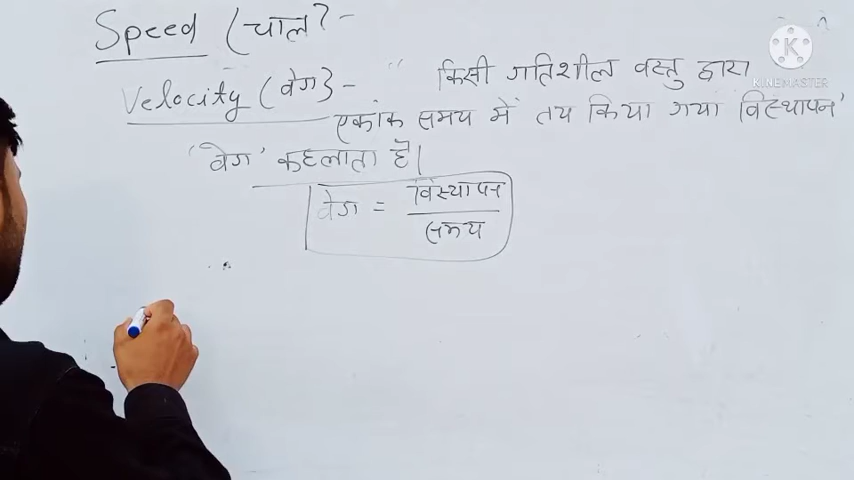 Speed (चाल? -
Velocity (वेग) - " किसी गतिशील वस्तु द्वारा
एकांक समय में तय किया गया विस्थापन'
'वेग' कहलाता है।
वेग = विस्थापन
समय
K
KINEMASTER